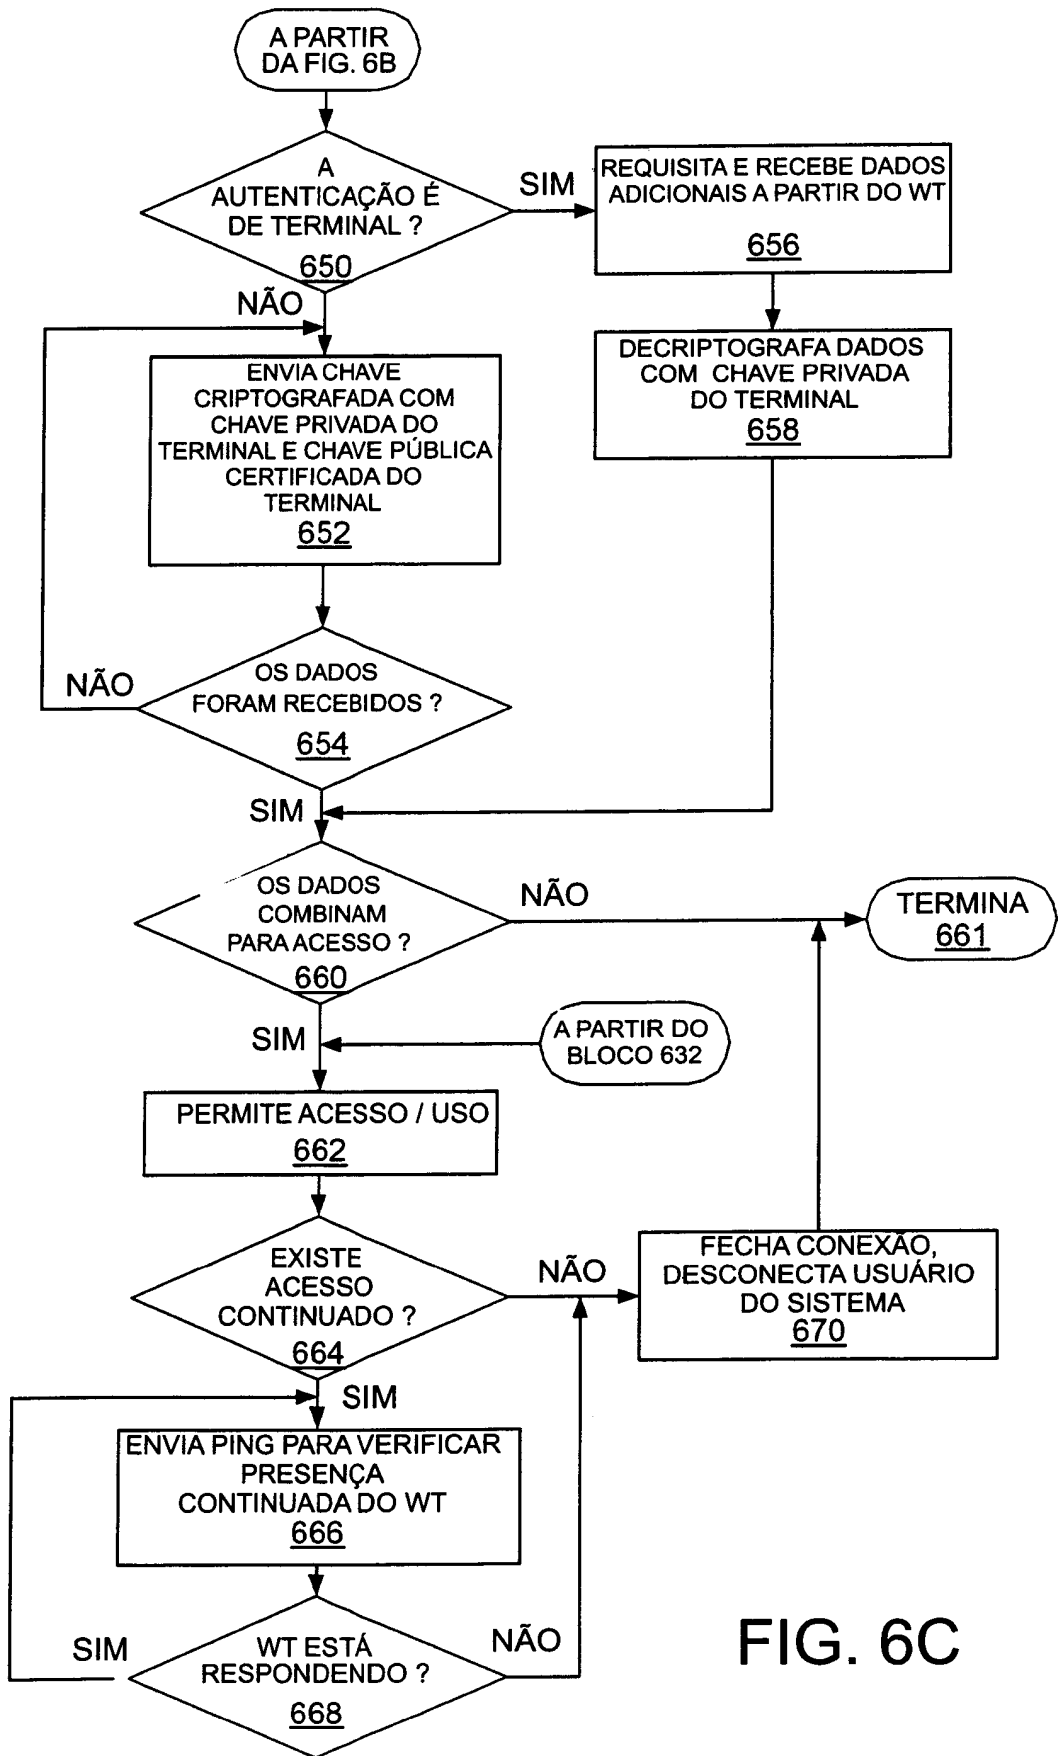 A PARTIR
DA FIG. 6B
A
AUTENTICAÇÃO É
DE TERMINAL ?
650
SIM
NÃO
REQUISITA E RECEBE DADOS
ADICIONAIS A PARTIR DO WT
656
DECRIPTOGRAFA DADOS
COM CHAVE PRIVADA
DO TERMINAL
658
ENVIA CHAVE
CRIPTOGRAFADA COM
CHAVE PRIVADA DO
TERMINAL E CHAVE PÚBLICA
CERTIFICADA DO
TERMINAL
652
OS DADOS
FORAM RECEBIDOS ?
654
NÃO
SIM
OS DADOS
COMBINAM
PARA ACESSO ?
660
NÃO
TERMINA
661
SIM
A PARTIR DO
BLOCO 632
PERMITE ACESSO / USO
662
EXISTE
ACESSO
CONTINUADO ?
664
NÃO
FECHA CONEXÃO,
DESCONECTA USUÁRIO
DO SISTEMA
670
SIM
ENVIA PING PARA VERIFICAR
PRESENÇA
CONTINUADA DO WT
666
WT ESTÁ
RESPONDENDO ?
668
SIM
NÃO
FIG. 6C